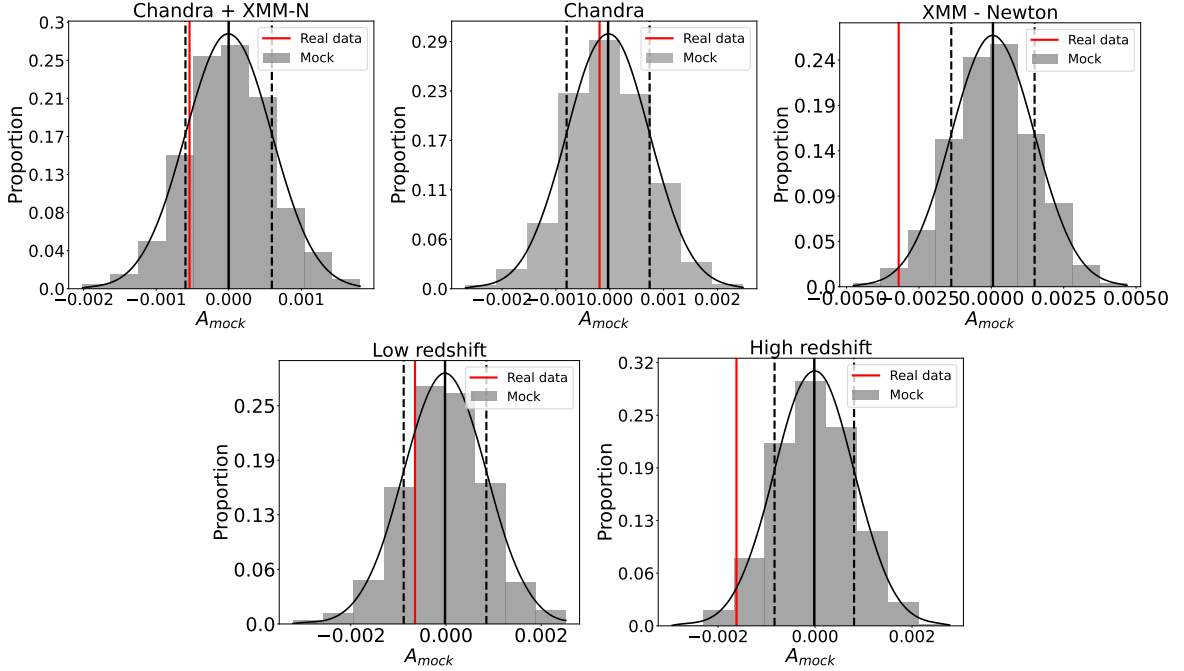 Chandra + XMM-N
Real data
Mock
Proportion
0.3
0.25
0.21
0.17
0.13
0.08
0.04
0.0
−0.002 −0.001 0.000 0.001
A_mock
Chandra
Real data
Mock
Proportion
0.29
0.23
0.17
0.11
0.06
0.0
−0.002 −0.001 0.000 0.001 0.002
A_mock
XMM - Newton
Real data
Mock
Proportion
0.24
0.19
0.14
0.09
0.05
0.0
−0.0050 −0.0025 0.0000 0.0025 0.0050
A_mock
Low redshift
Real data
Mock
Proportion
0.25
0.19
0.13
0.06
0.0
−0.002 0.000 0.002
A_mock
High redshift
Real data
Mock
Proportion
0.32
0.25
0.19
0.13
0.06
0.0
−0.002 0.000 0.002
A_mock